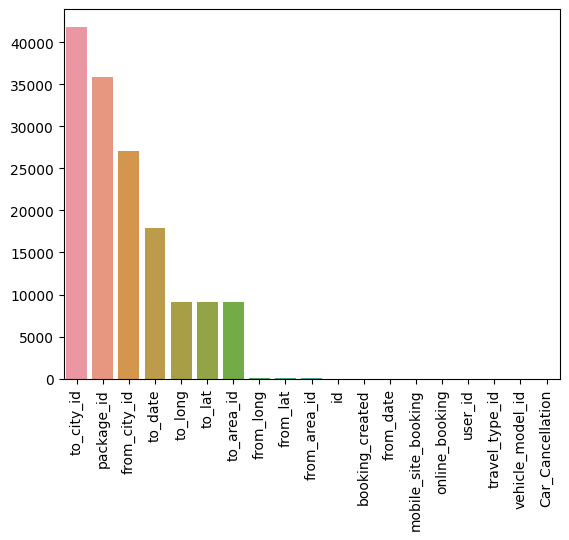 40000
35000
30000
25000
20000
15000
10000
5000
0
to_city_id
package_id
from_city_id
to_date
to_long
to_lat
to_area_id
from_long
from_lat
from_area_id
id
booking_created
from_date
mobile_site_booking
online_booking
user_id
travel_type_id
vehicle_model_id
Car_Cancellation